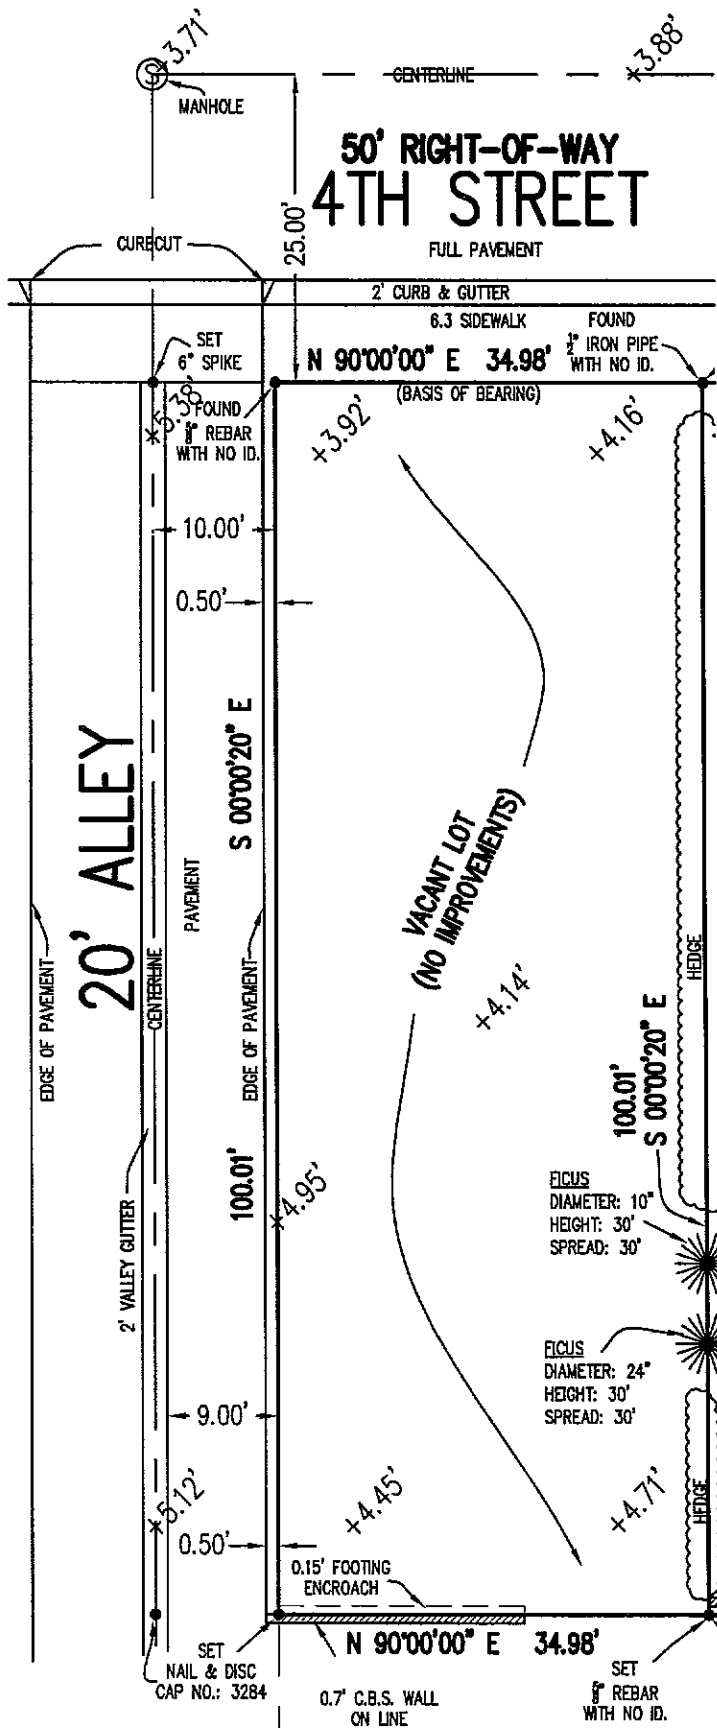 +3.71'
S
MANHOLE
CENTERLINE
+3.88'
50' RIGHT-OF-WAY
4TH STREET
FULL PAVEMENT
25.00'
CURBCUT
2' CURB & GUTTER
6.3 SIDEWALK
SET
6" SPIKE
FOUND
1/2" IRON PIPE
WITH NO ID.
N 90°00'00" E 34.98'
(BASIS OF BEARING)
5.38'
FOUND
REBAR
WITH NO ID.
+3.92'
+4.16'
10.00'
0.50'
S 00°00'20" E
20' ALLEY
PAVEMENT
VACANT LOT
(NO IMPROVEMENTS)
EDGE OF PAVEMENT
CENTERLINE
EDGE OF PAVEMENT
HEDGE
+4.14'
100.01'
S 00°00'20" E
100.01'
4.95'
2' VALLEY GUTTER
FICUS
DIAMETER: 10"
HEIGHT: 30'
SPREAD: 30'
FICUS
DIAMETER: 24"
HEIGHT: 30'
SPREAD: 30'
9.00'
5.12'
+4.45'
+4.71'
HEDGE
0.50'
0.15' FOOTING
ENCROACH
N 90°00'00" E 34.98'
SET
NAIL & DISC
CAP NO.: 3284
0.7' C.B.S. WALL
ON LINE
SET
REBAR
WITH NO ID.